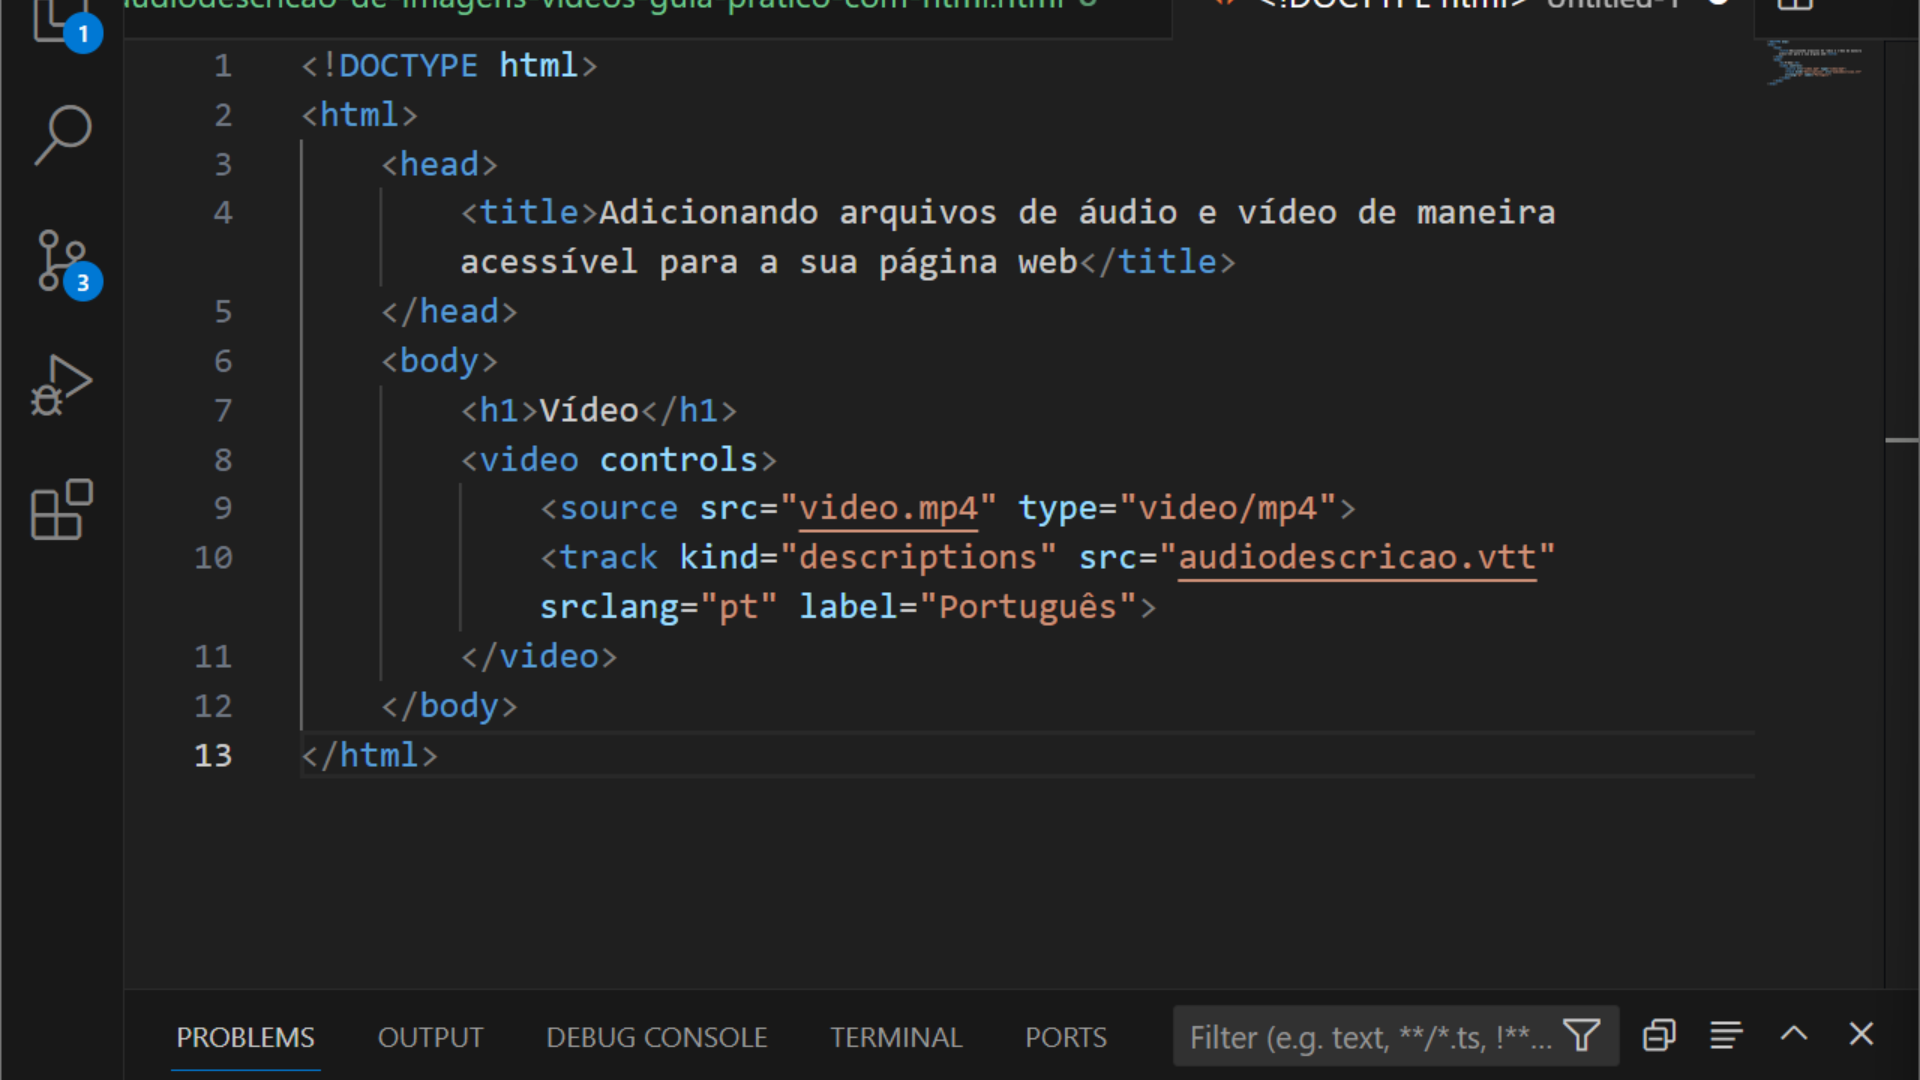 audiodescricao-de-imagens-videos-guia-pratico-com-html.html
<!DOCTYPE html> Untitled-1
1
3
1 <!DOCTYPE html>
2 <html>
3 <head>
4 <title>Adicionando arquivos de áudio e vídeo de maneira
acessível para a sua página web</title>
5 </head>
6 <body>
7 <h1>Vídeo</h1>
8 <video controls>
9 <source src="video.mp4" type="video/mp4">
10 <track kind="descriptions" src="audiodescricao.vtt"
srclang="pt" label="Português">
11 </video>
12 </body>
13 </html>
PROBLEMS OUTPUT DEBUG CONSOLE TERMINAL PORTS Filter (e.g. text, **/*.ts, !**...